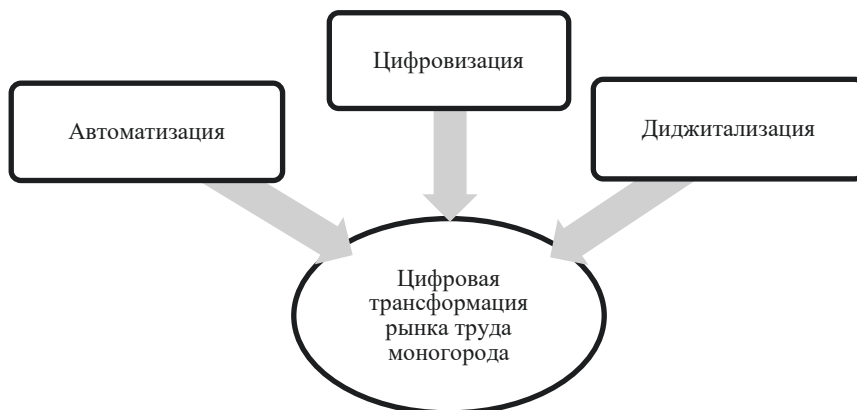 Цифровизация
Автоматизация
Диджитализация
Цифровая
трансформация
рынка труда
моногорода